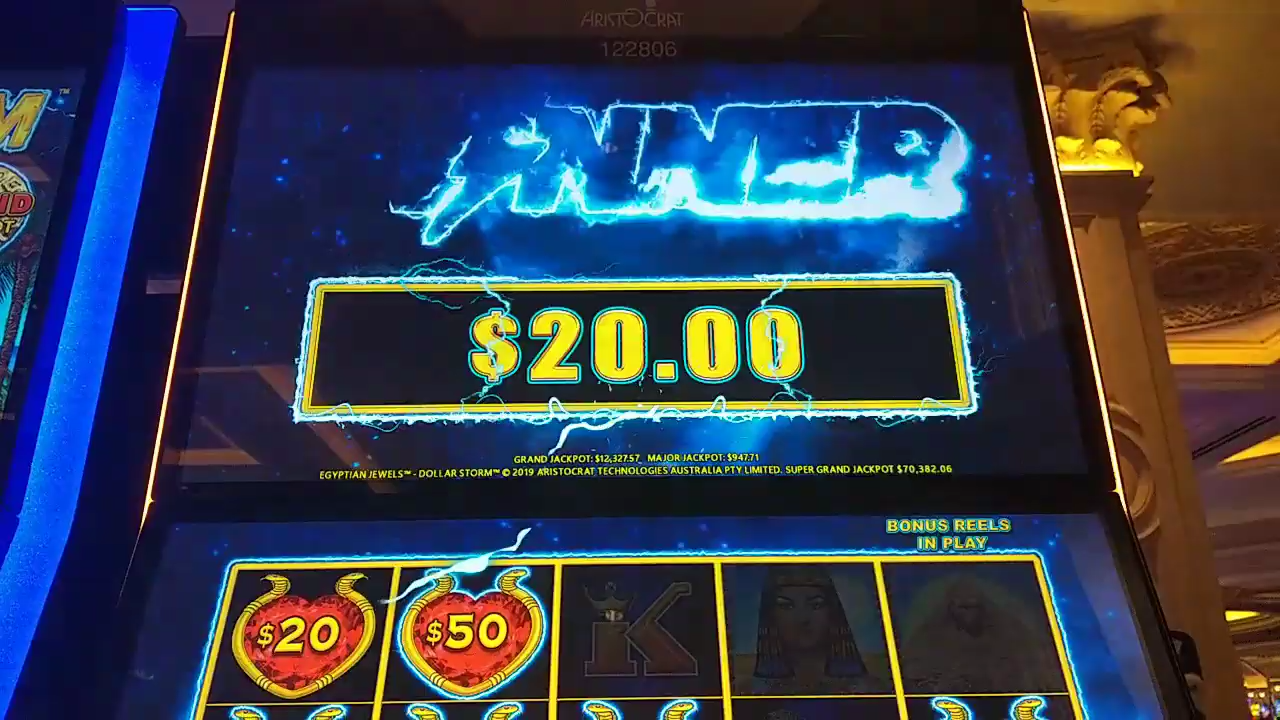 ARISTOCRAT
122806
M™
$20.00
GRAND JACKPOT: $12,327.57 MAJOR JACKPOT: $947.71
EGYPTIAN JEWELS™ - DOLLAR STORM™ © 2019 ARISTOCRAT TECHNOLOGIES AUSTRALIA PTY LIMITED. SUPER GRAND JACKPOT $70,382.06
BONUS REELS
IN PLAY
$20 $50 K